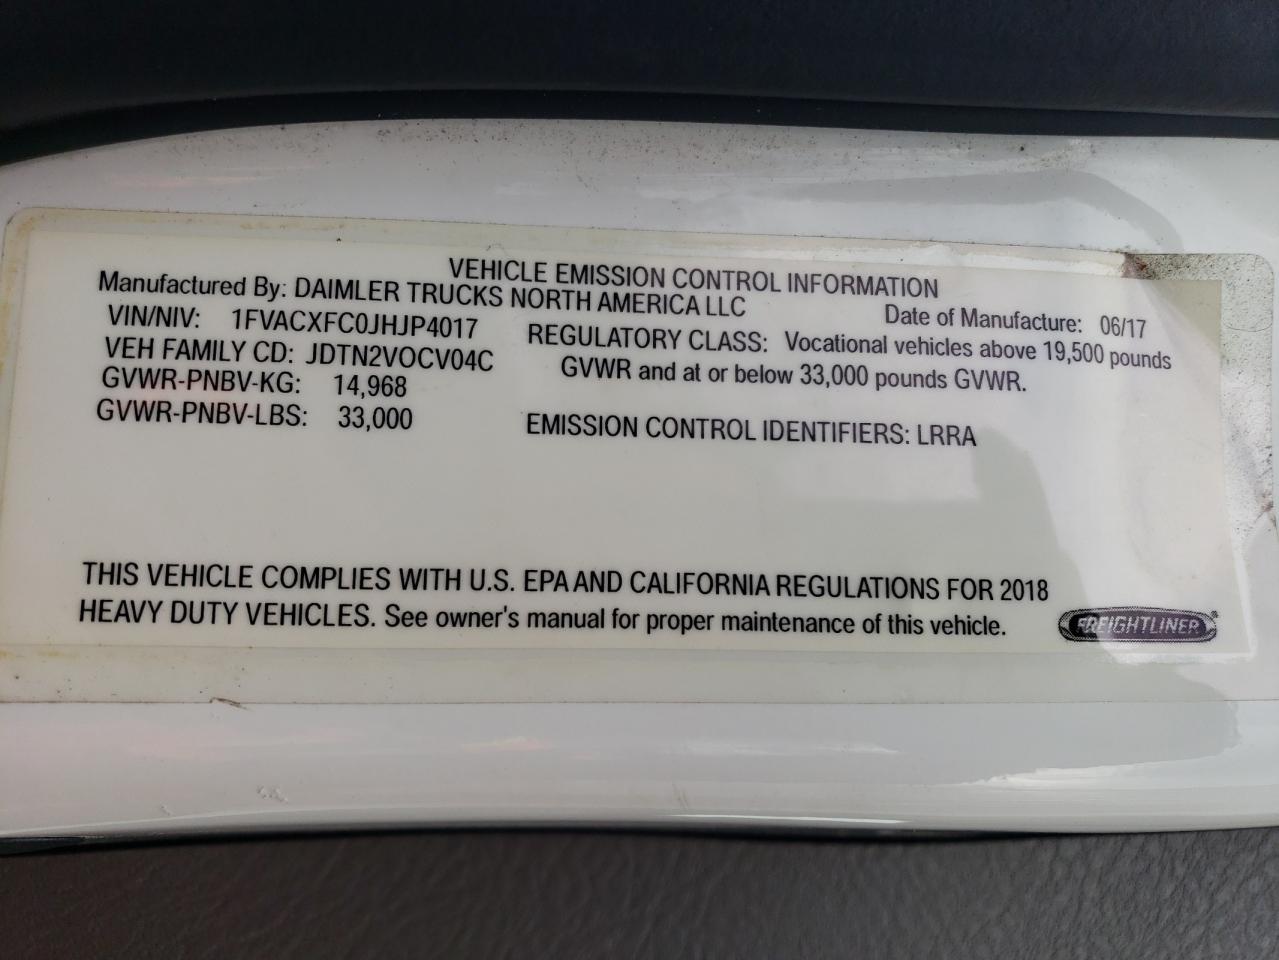 VEHICLE EMISSION CONTROL INFORMATION
Manufactured By: DAIMLER TRUCKS NORTH AMERICA LLC
Date of Manufacture: 06/17
VIN/NIV: 1FVACXFC0JHJP4017
VEH FAMILY CD: JDTN2VOCV04C
GVWR-PNBV-KG: 14,968
GVWR-PNBV-LBS: 33,000
REGULATORY CLASS: Vocational vehicles above 19,500 pounds
GVWR and at or below 33,000 pounds GVWR.
EMISSION CONTROL IDENTIFIERS: LRRA
THIS VEHICLE COMPLIES WITH U.S. EPA AND CALIFORNIA REGULATIONS FOR 2018
HEAVY DUTY VEHICLES. See owner's manual for proper maintenance of this vehicle.
FREIGHTLINER®